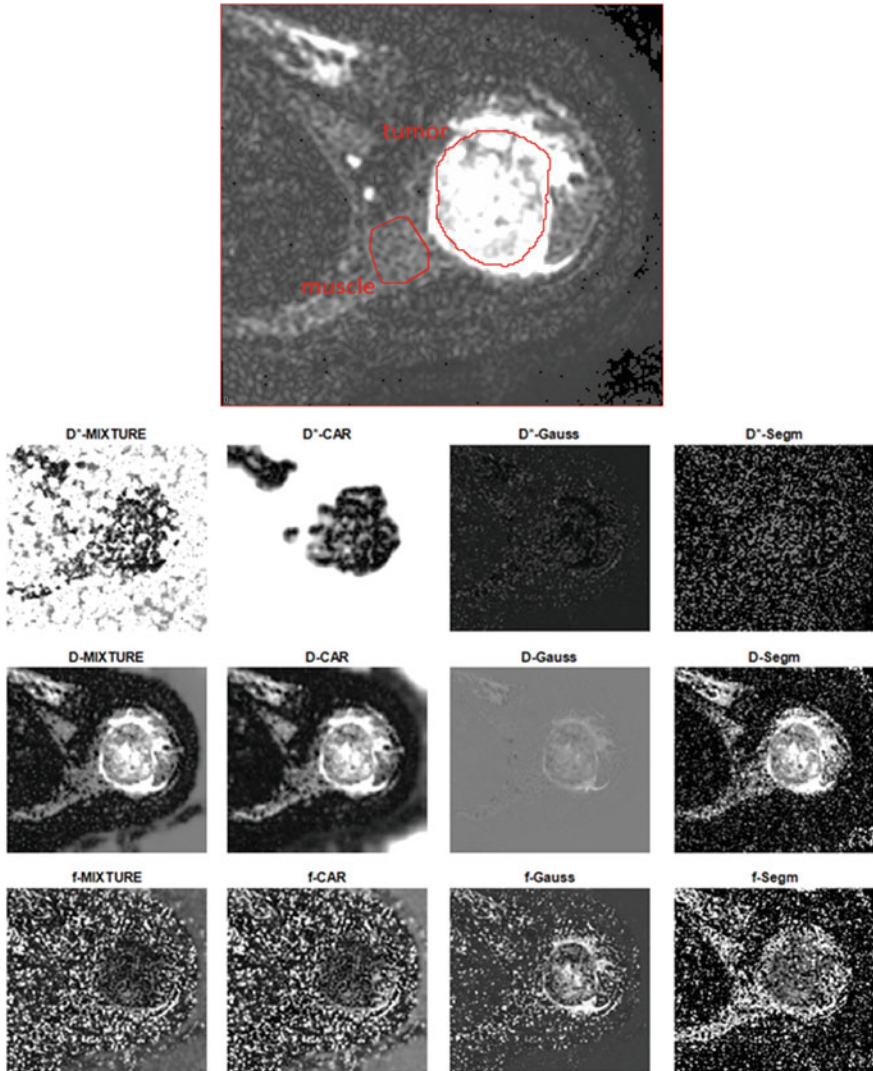 tumor
muscle
D*-MIXTURE D*-CAR D*-Gauss D*-Segm
D-MIXTURE D-CAR D-Gauss D-Segm
f-MIXTURE f-CAR f-Gauss f-Segm